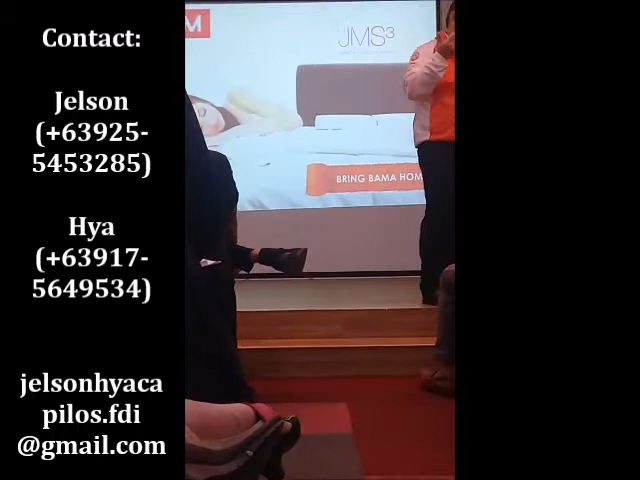 Contact:
Jelson
(+63925-
5453285)
Hya
(+63917-
5649534)
jelsonhyaca
pilos.fdi
@gmail.com
M
JMS³
BRING BAMA HOM